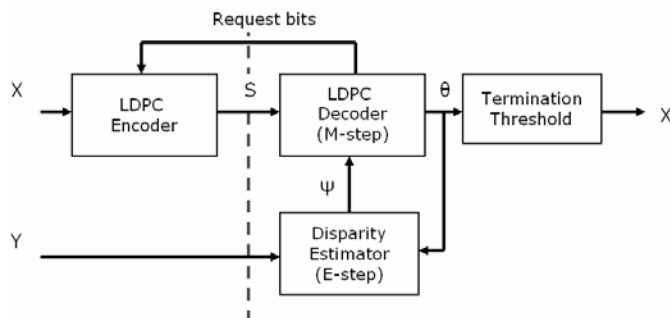 Request bits
X
LDPC
Encoder
S
LDPC
Decoder
(M-step)
θ
Termination
Threshold
X
Ψ
Y
Disparity
Estimator
(E-step)